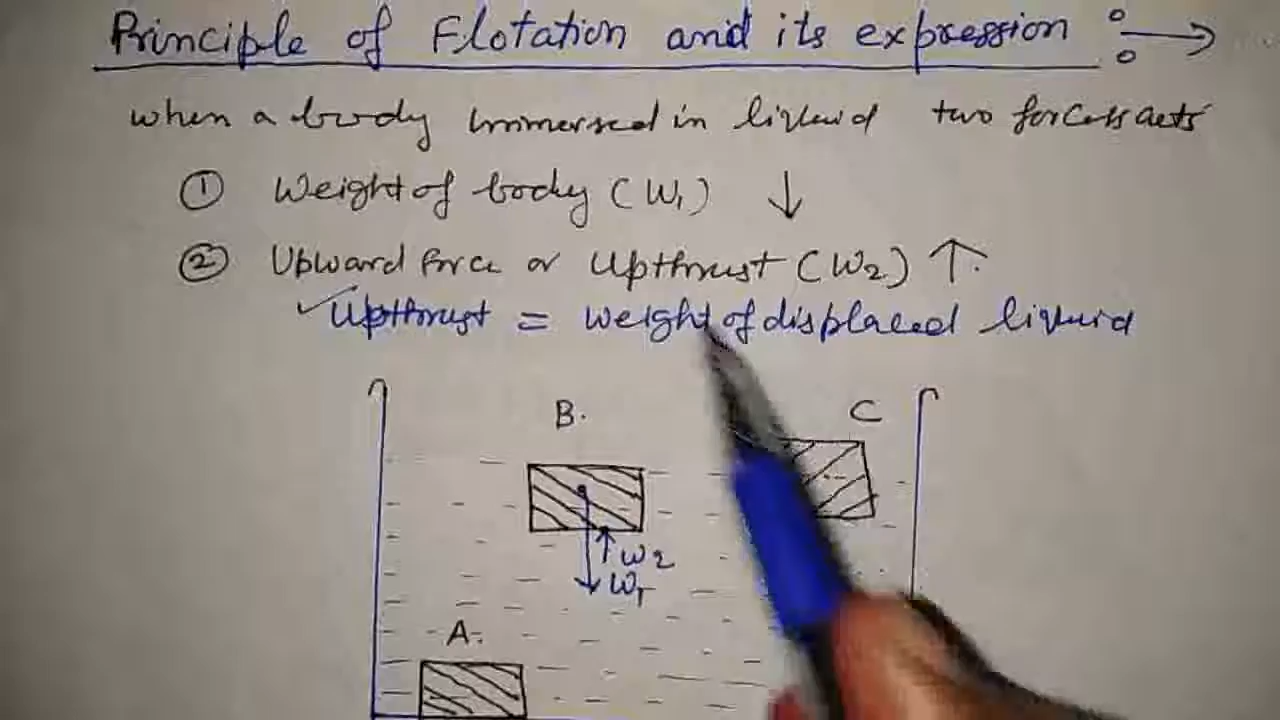 Principle of Flotation and its expression :→
when a body immersed in liquid two forces acts
① Weight of body (W₁) ↓
② Upward force or Upthrust (W₂) ↑
✓Upthrust = weight of displaced liquid
B.
C
W₂
W₁
A.